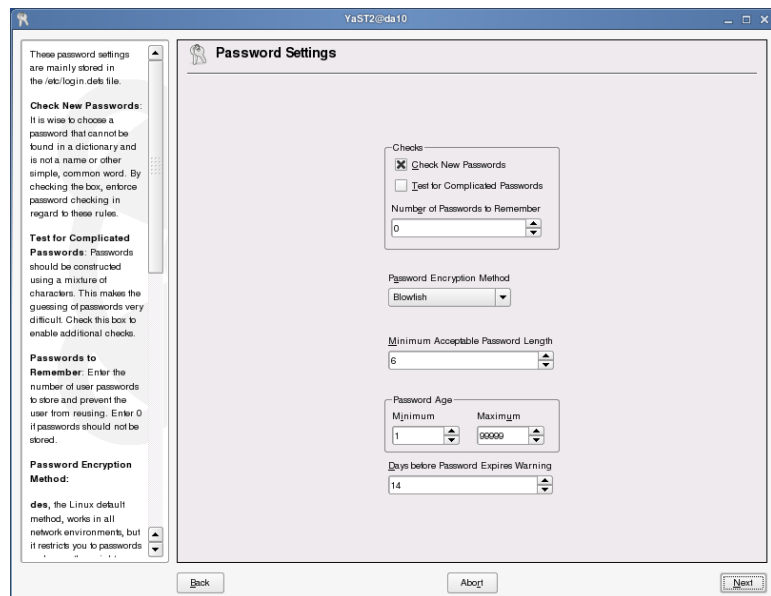 YaST2@da10
These password settings
are mainly stored in
the /etc/login.defs file.
Check New Passwords:
It is wise to choose a
password that cannot be
found in a dictionary and
is not a name or other
simple, common word. By
checking the box, enforce
password checking in
regard to these rules.
Test for Complicated
Passwords: Passwords
should be constructed
using a mixture of
characters. This makes the
guessing of passwords very
difficult. Check this box to
enable additional checks.
Passwords to
Remember: Enter the
number of user passwords
to store and prevent the
user from reusing. Enter 0
if passwords should not be
stored.
Password Encryption
Method:
des, the Linux default
method, works in all
network environments, but
it restricts you to passwords
Password Settings
Checks
Check New Passwords
Test for Complicated Passwords
Number of Passwords to Remember
0
Password Encryption Method
Blowfish
Minimum Acceptable Password Length
6
Password Age
Minimum Maximum
1 99999
Days before Password Expires Warning
14
Back Abort Next